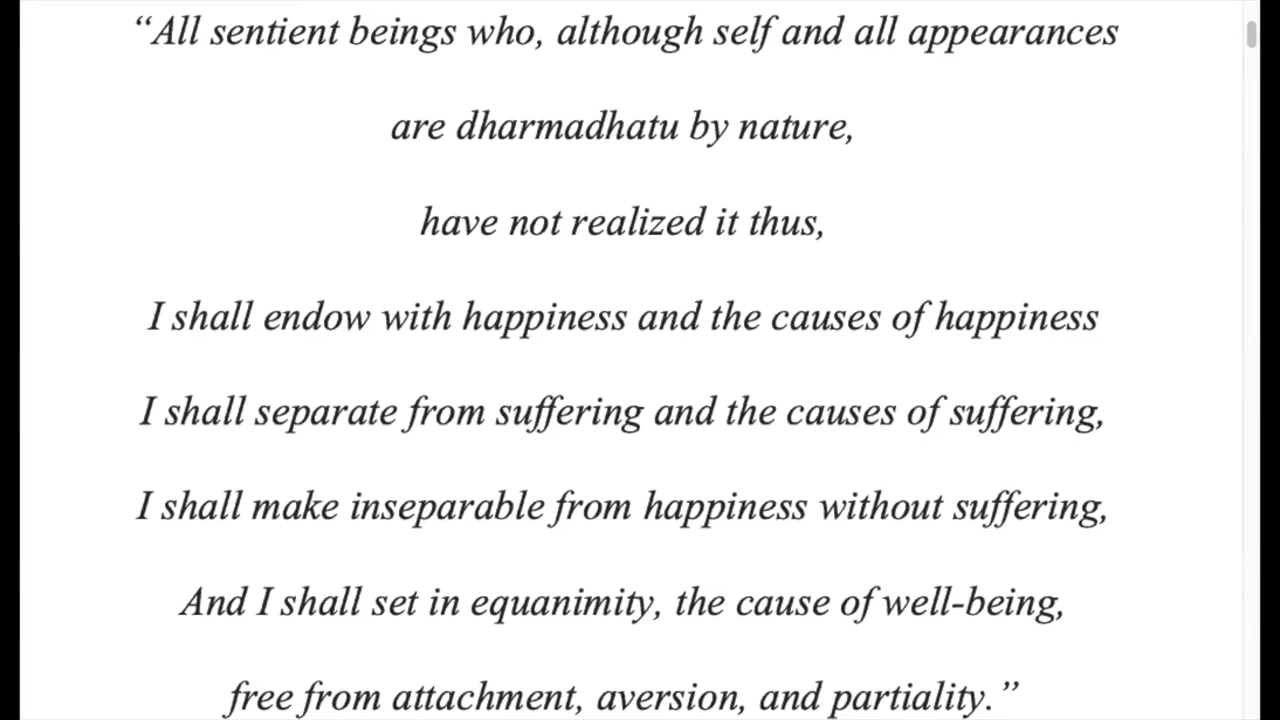 “All sentient beings who, although self and all appearances
are dharmadhatu by nature,
have not realized it thus,
I shall endow with happiness and the causes of happiness
I shall separate from suffering and the causes of suffering,
I shall make inseparable from happiness without suffering,
And I shall set in equanimity, the cause of well-being,
free from attachment, aversion, and partiality.”